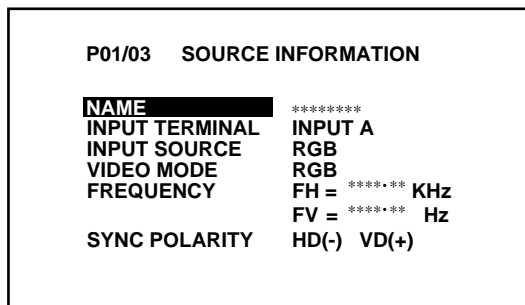 P01/03 SOURCE INFORMATION
NAME ********
INPUT TERMINAL INPUT A
INPUT SOURCE RGB
VIDEO MODE RGB
FREQUENCY FH = ****.** KHz
FV = ****.** Hz
SYNC POLARITY HD(-) VD(+)